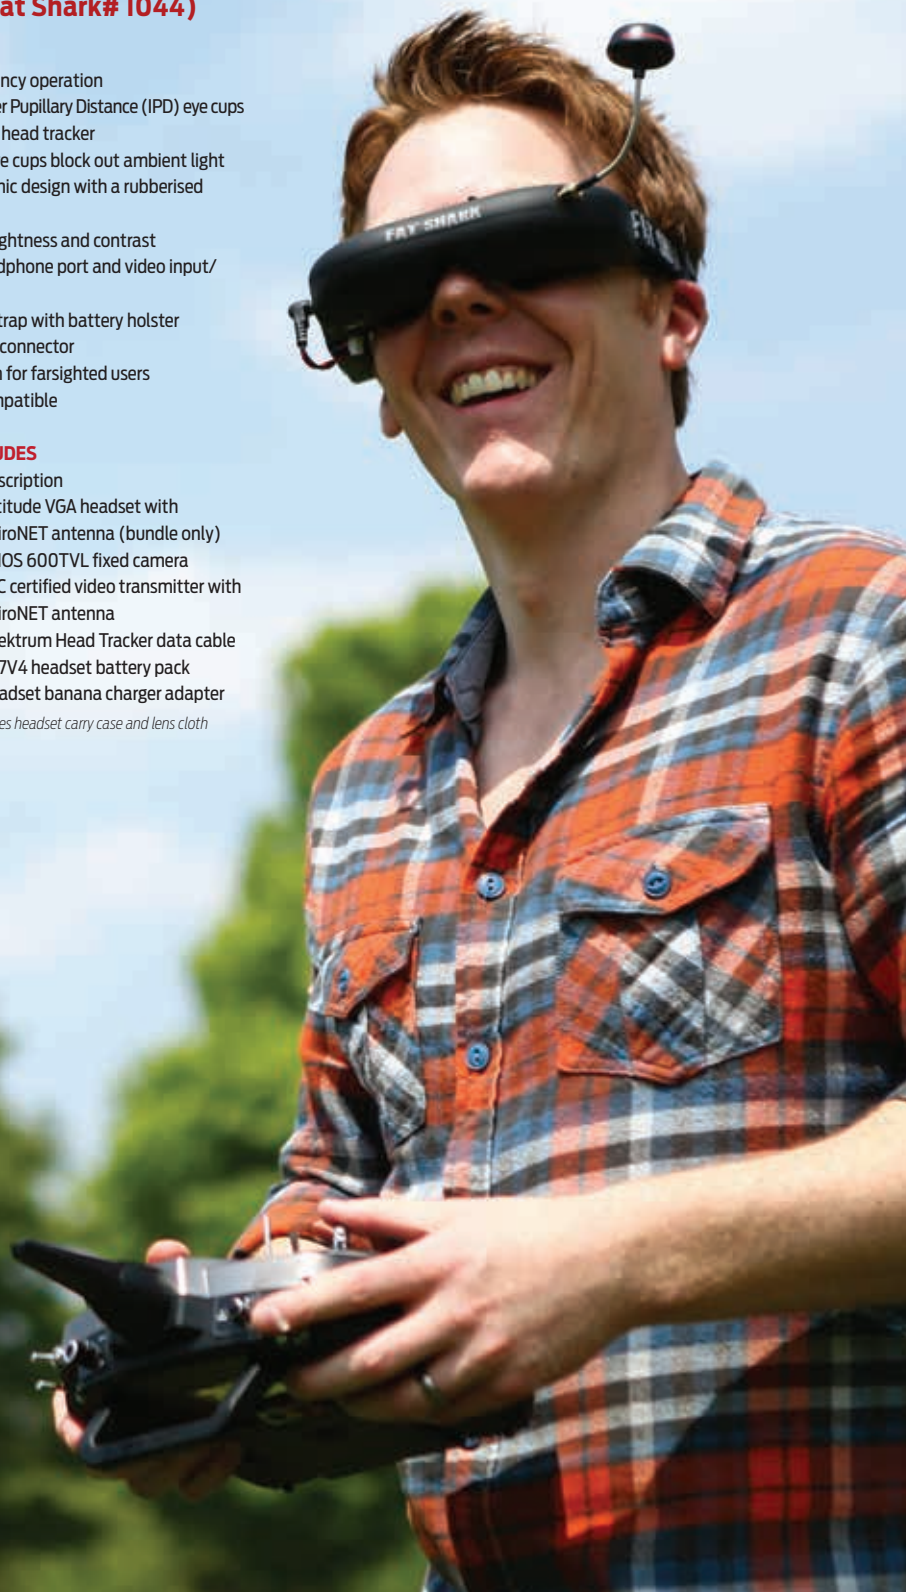 at Shark# 1044)
ncy operation
r Pupillary Distance (IPD) eye cups
head tracker
e cups block out ambient light
nic design with a rubberised
ghtness and contrast
dphone port and video input/
trap with battery holster
connector
n for farsighted users
mpatible
UDES
scription
titude VGA headset with
iroNET antenna (bundle only)
MOS 600TVL fixed camera
C certified video transmitter with
iroNET antenna
ektrum Head Tracker data cable
7V4 headset battery pack
adset banana charger adapter
es headset carry case and lens cloth
FAT SHARK